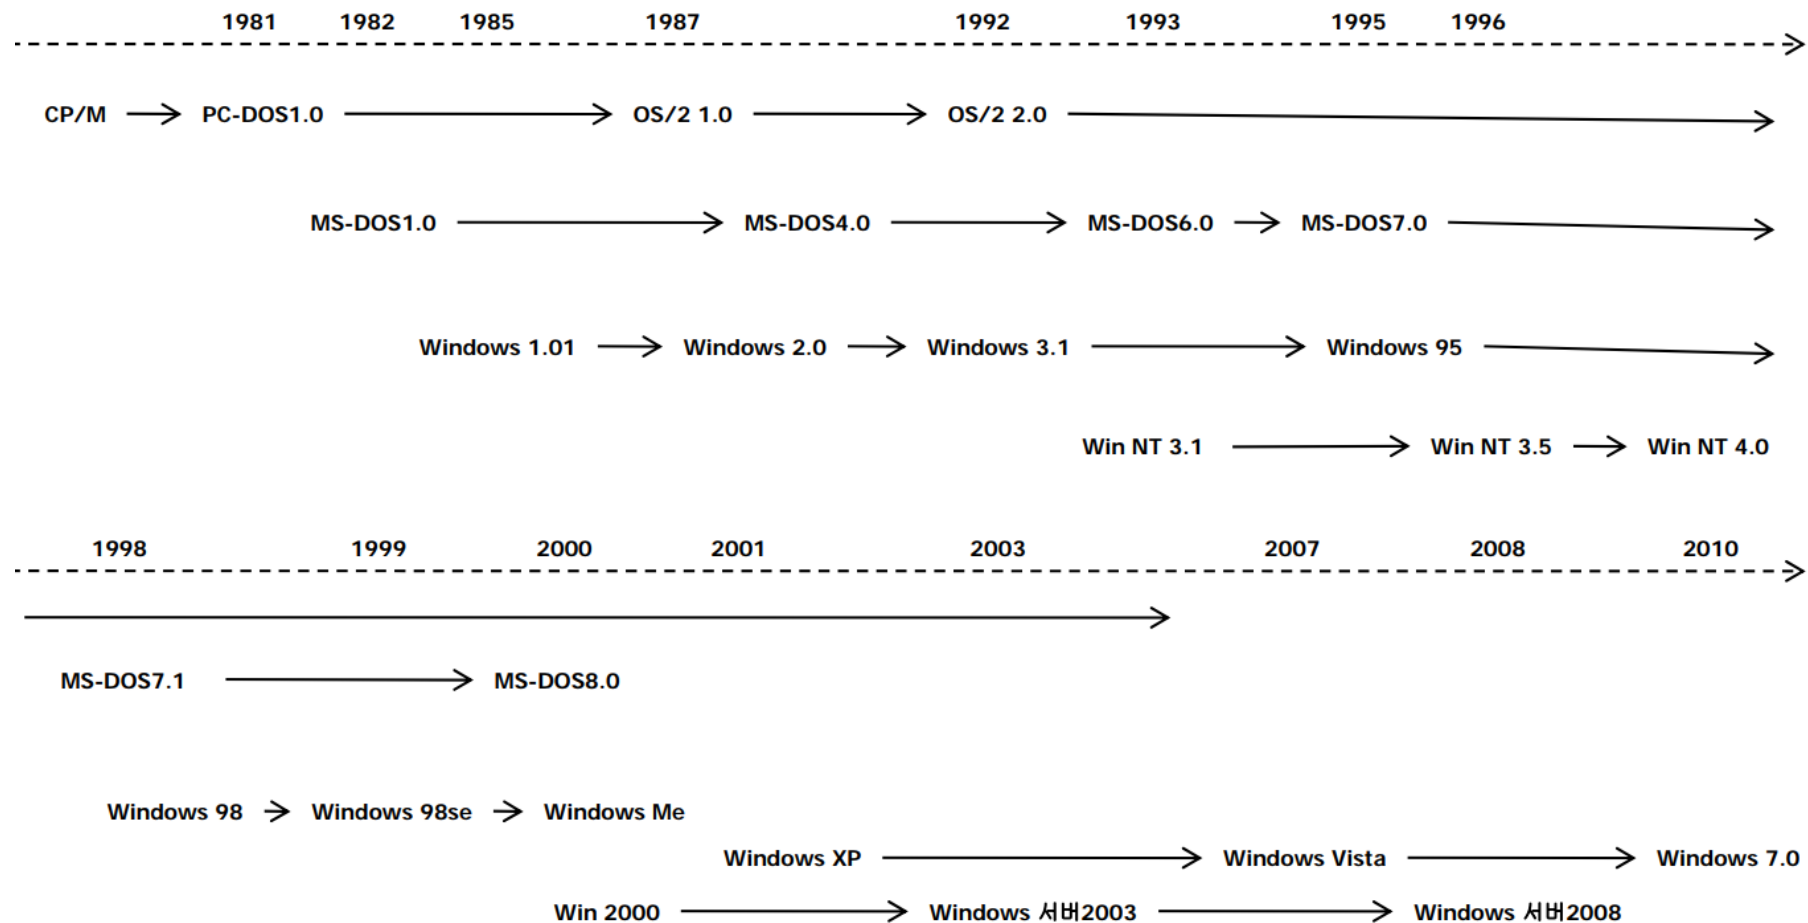 1981 1982 1985 1987 1992 1993 1995 1996
CP/M PC-DOS1.0 OS/2 1.0 OS/2 2.0
MS-DOS1.0 MS-DOS4.0 MS-DOS6.0 MS-DOS7.0
Windows 1.01 Windows 2.0 Windows 3.1 Windows 95
Win NT 3.1 Win NT 3.5 Win NT 4.0
1998 1999 2000 2001 2003 2007 2008 2010
MS-DOS7.1 MS-DOS8.0
Windows 98 Windows 98se Windows Me
Windows XP Windows Vista Windows 7.0
Win 2000 Windows 서버2003 Windows 서버2008